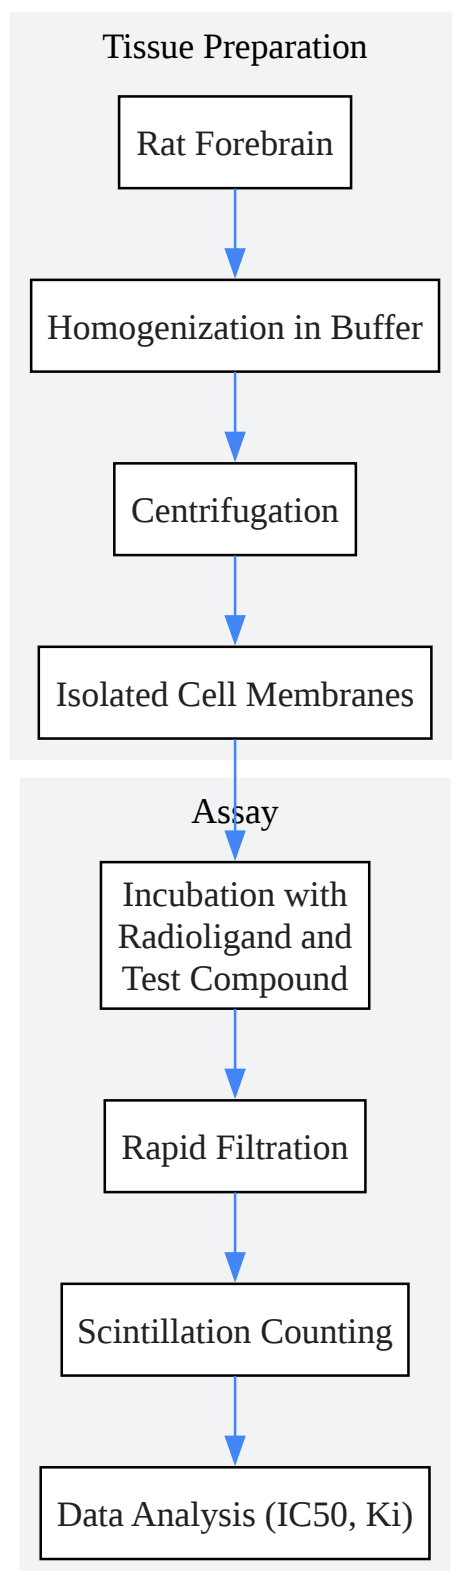 Tissue Preparation
Rat Forebrain
Homogenization in Buffer
Centrifugation
Isolated Cell Membranes
Assay
Incubation with
Radioligand and
Test Compound
Rapid Filtration
Scintillation Counting
Data Analysis (IC50, Ki)